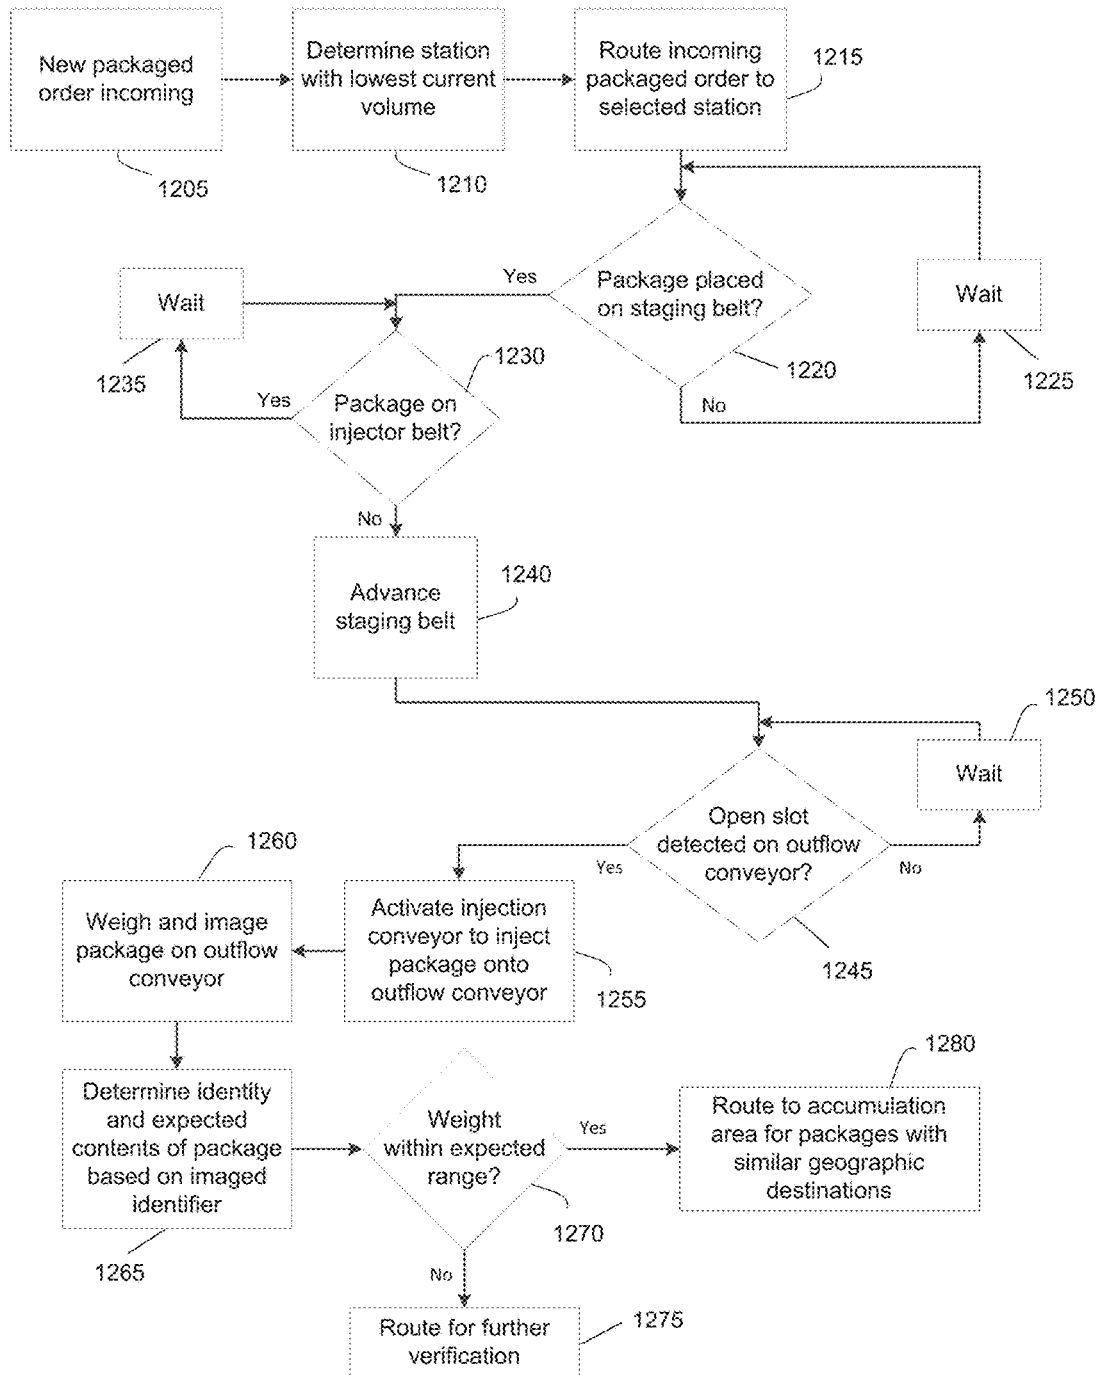 New packaged
order incoming
1205
Determine station
with lowest current
volume
1210
Route incoming
packaged order to
selected station
1215
Package placed
on staging belt?
1220
Yes
No
Wait
1225
Wait
1235
Package on
injector belt?
1230
Yes
No
Advance
staging belt
1240
Open slot
detected on outflow
conveyor?
1245
Yes
No
Wait
1250
Activate injection
conveyor to inject
package onto
outflow conveyor
1255
Weigh and image
package on outflow
conveyor
1260
Determine identity
and expected
contents of package
based on imaged
identifier
1265
Weight
within expected
range?
1270
Yes
No
Route to accumulation
area for packages with
similar geographic
destinations
1280
Route for further
verification
1275